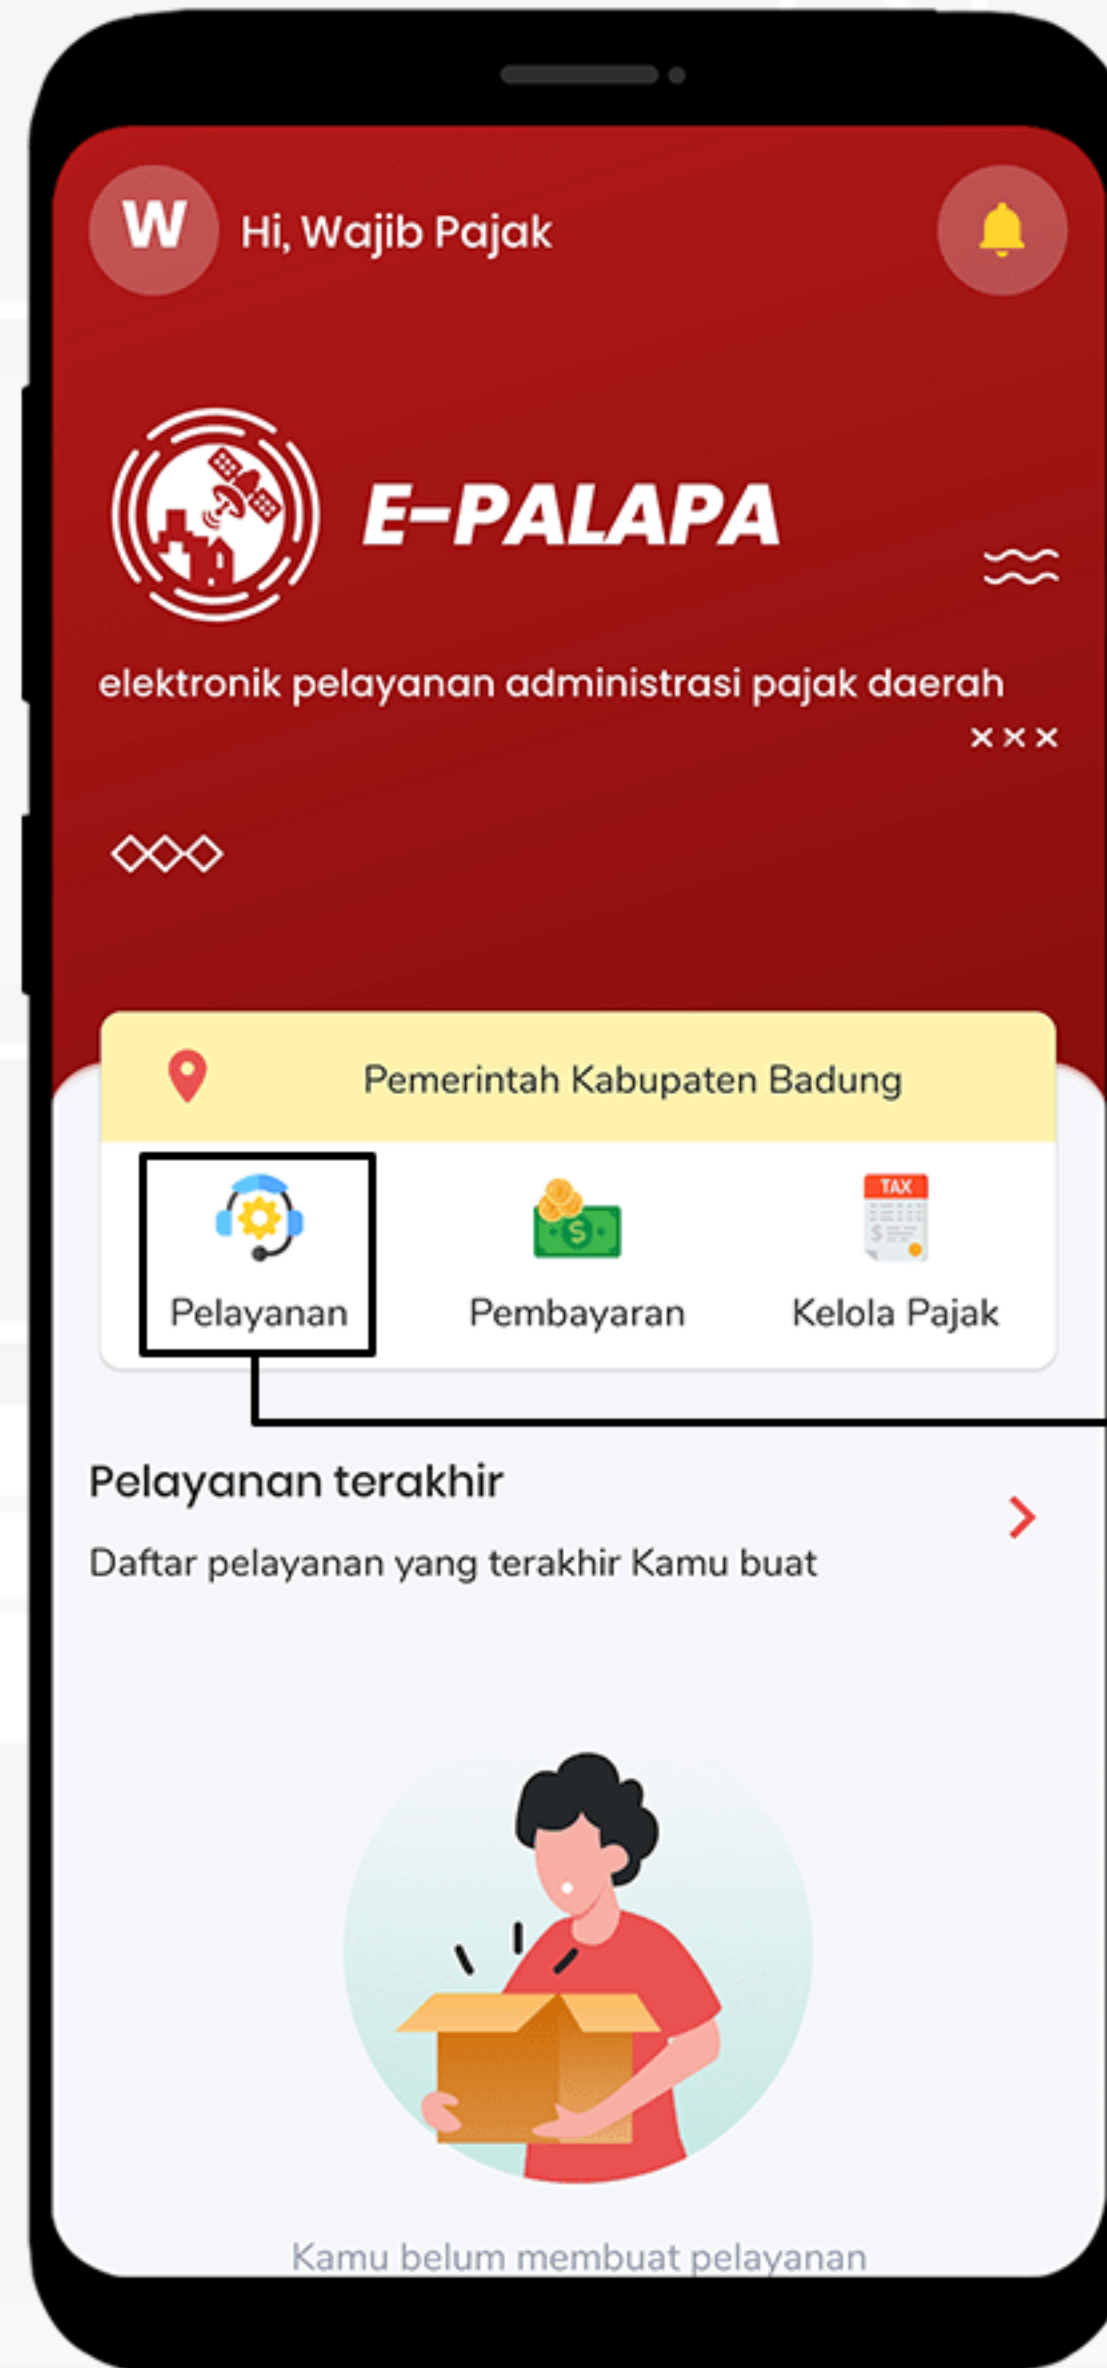 W
Hi, Wajib Pajak
E-PALAPA
elektronik pelayanan administrasi pajak daerah
Pemerintah Kabupaten Badung
TAX
$
$
Pelayanan
Pembayaran
Kelola Pajak
Pelayanan terakhir
Daftar pelayanan yang terakhir Kamu buat
Kamu belum membuat pelayanan